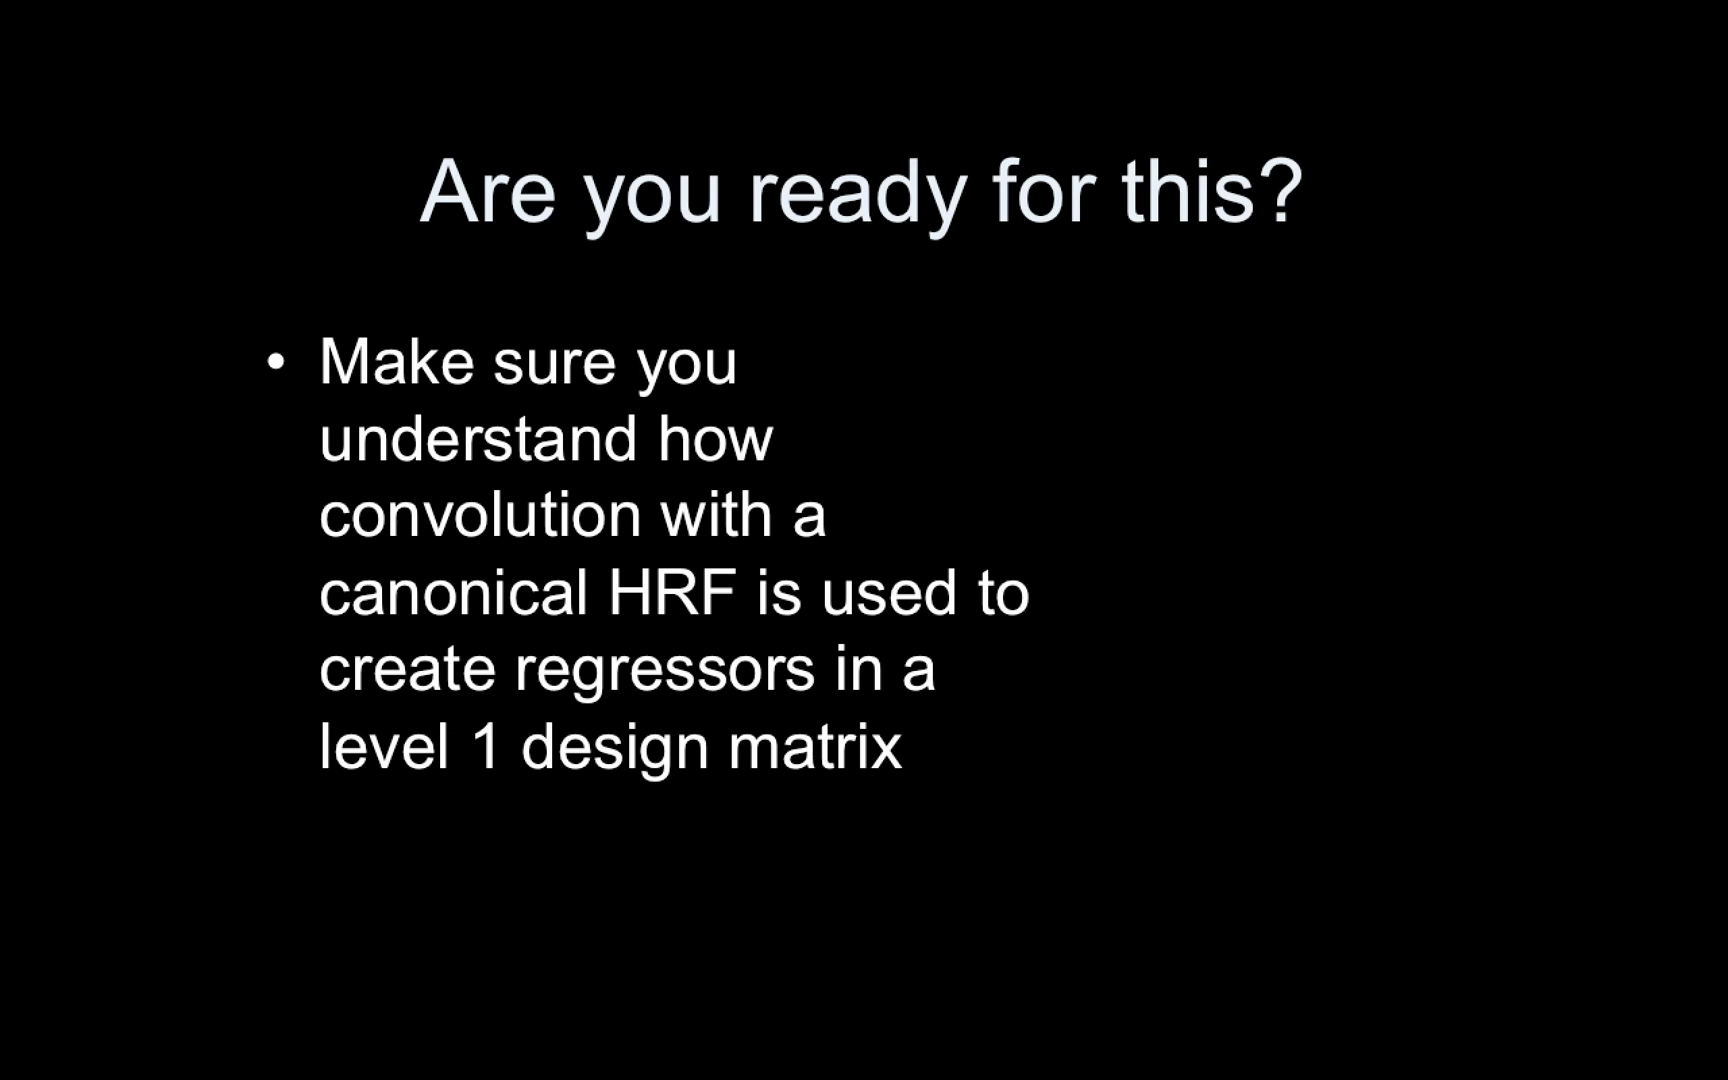 Are you ready for this?
• Make sure you
understand how
convolution with a
canonical HRF is used to
create regressors in a
level 1 design matrix